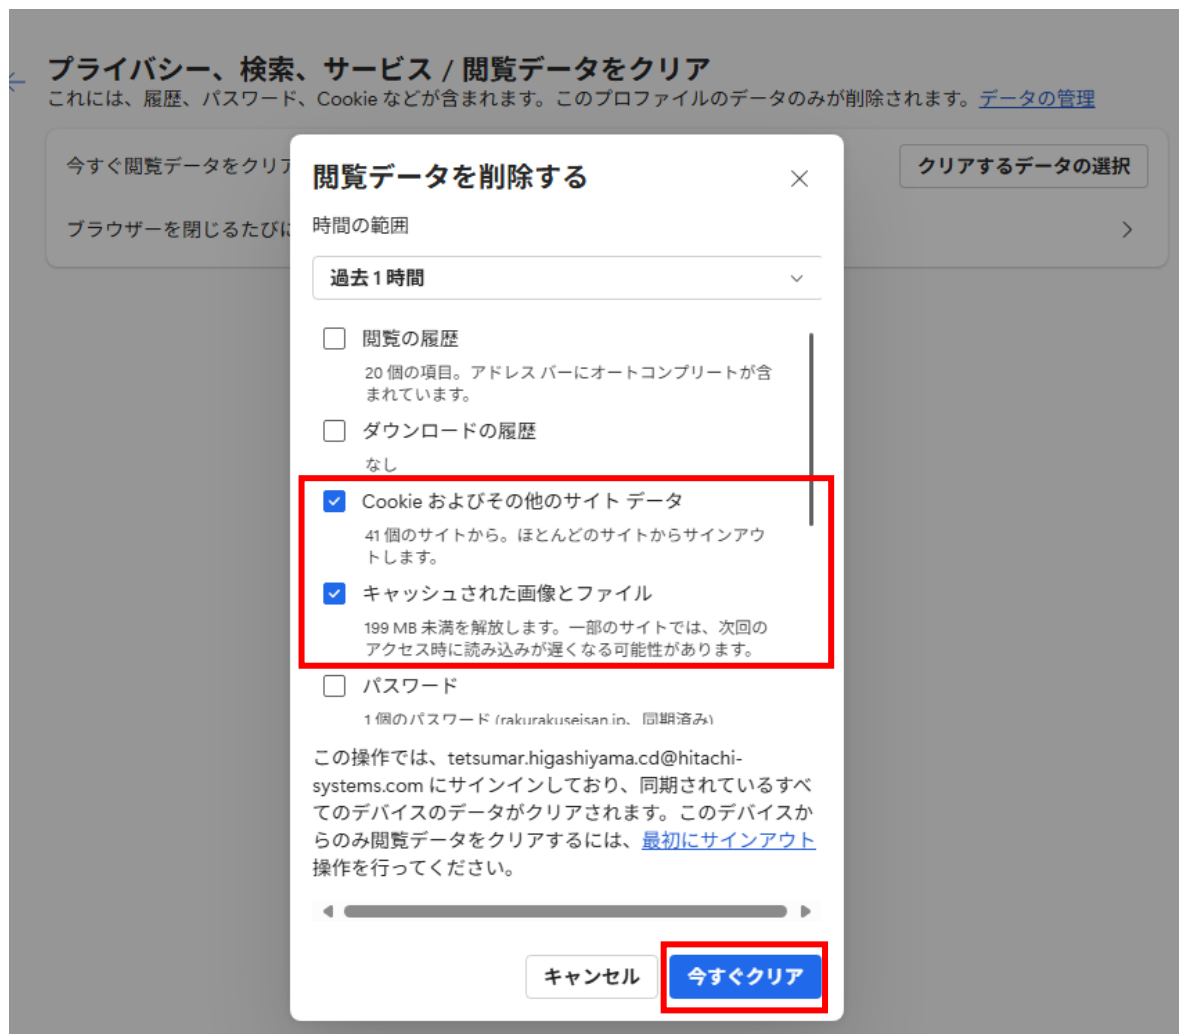 プライバシー、検索、サービス / 閲覧データをクリア
これには、履歴、パスワード、Cookie などが含まれます。このプロファイルのデータのみが削除されます。データの管理
今すぐ閲覧データをクリア
クリアするデータの選択
ブラウザーを閉じるたびに
閲覧データを削除する
時間の範囲
過去 1 時間
閲覧の履歴
20 個の項目。アドレス バーにオートコンプリートが含
まれています。
ダウンロードの履歴
なし
Cookie およびその他のサイト データ
41 個のサイトから。ほとんどのサイトからサインアウ
トします。
キャッシュされた画像とファイル
199 MB 未満を解放します。一部のサイトでは、次回の
アクセス時に読み込みが遅くなる可能性があります。
パスワード
1 個のパスワード (rakurakuseisan.jp、同期済み)
この操作では、tetsumar.higashiyama.cd@hitachi-
systems.com にサインインしており、同期されているすべ
てのデバイスのデータがクリアされます。このデバイスか
らのみ閲覧データをクリアするには、最初にサインアウト
操作を行ってください。
キャンセル
今すぐクリア